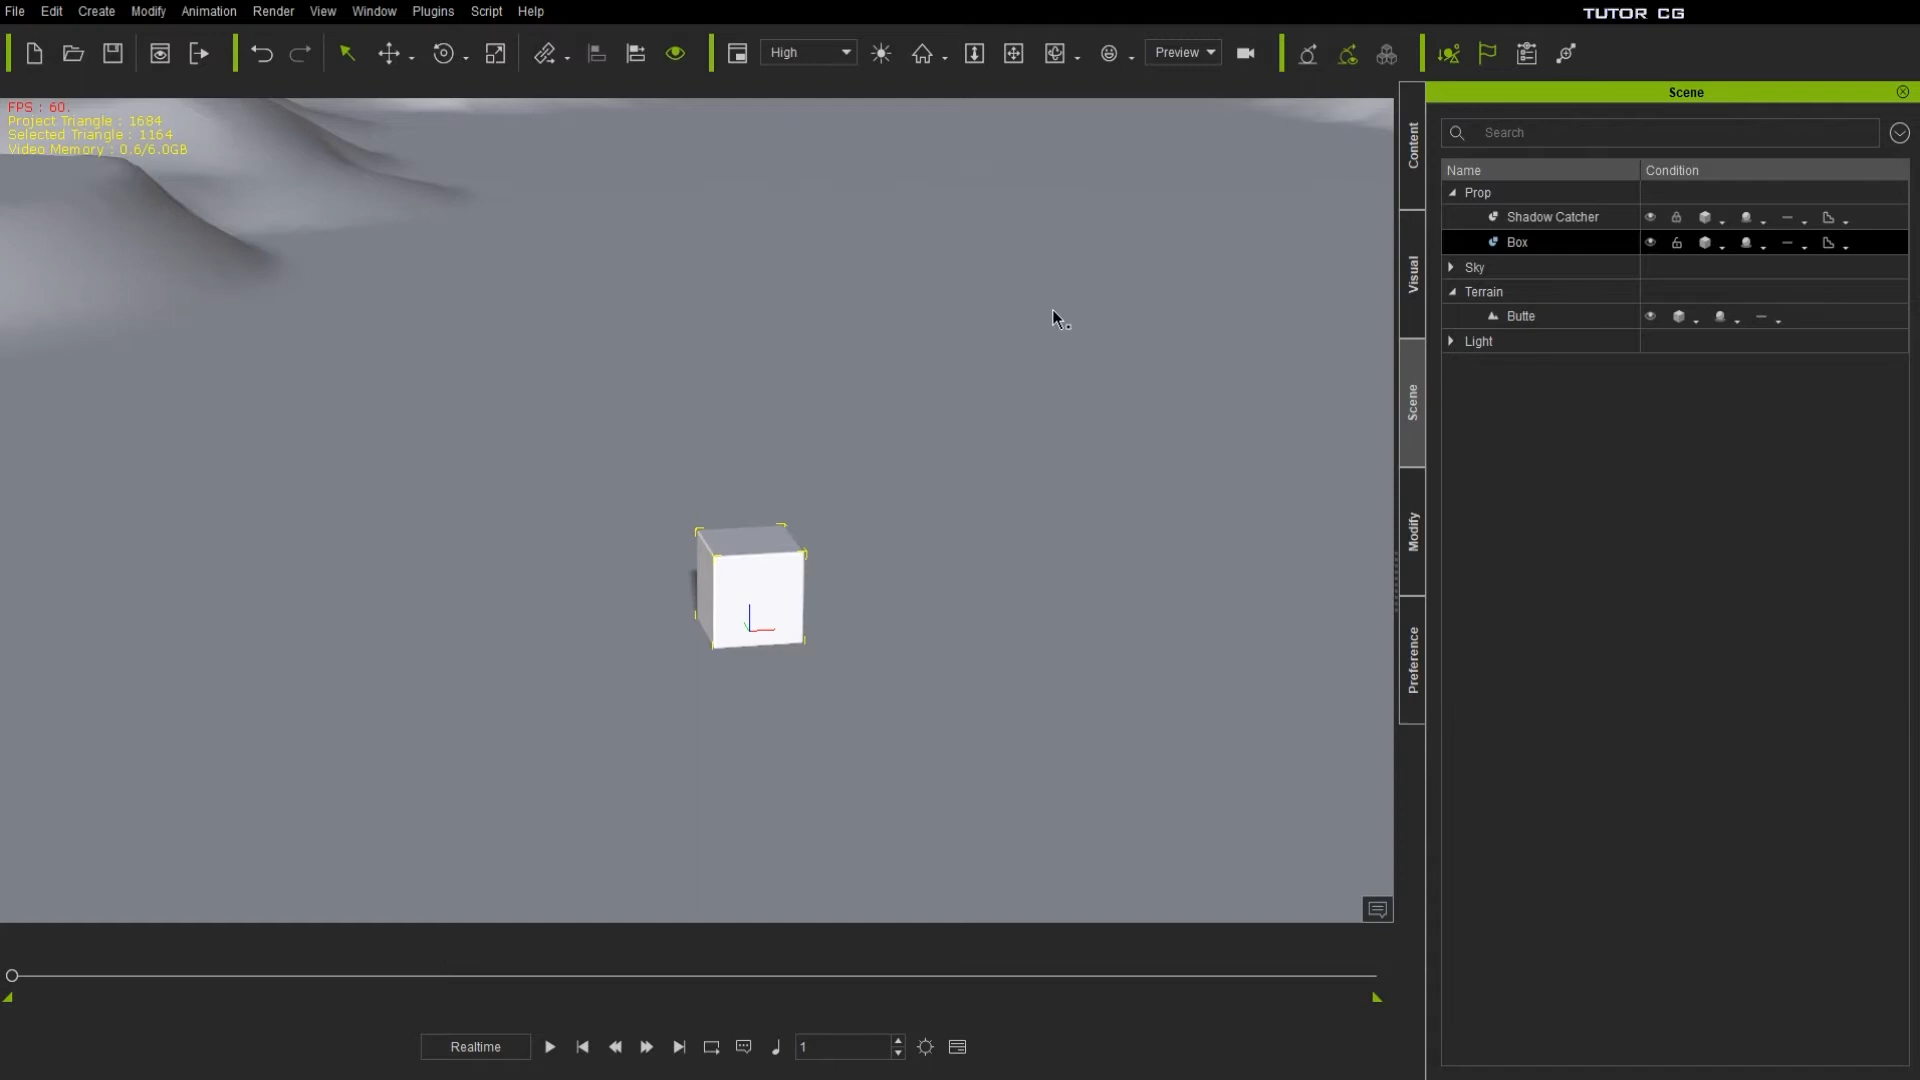 File Edit Create Modify Animation Render View Window Plugins Script Help
TUTOR CG
High
Preview
FPS : 60.
Project Triangle : 1684
Selected Triangle : 1164
Video Memory : 0.6/6.0GB
Content
Visual
Scene
Modify
Preference
Scene
Search
Name Condition
Prop
Shadow Catcher
Box
Sky
Terrain
Butte
Light
Realtime
1